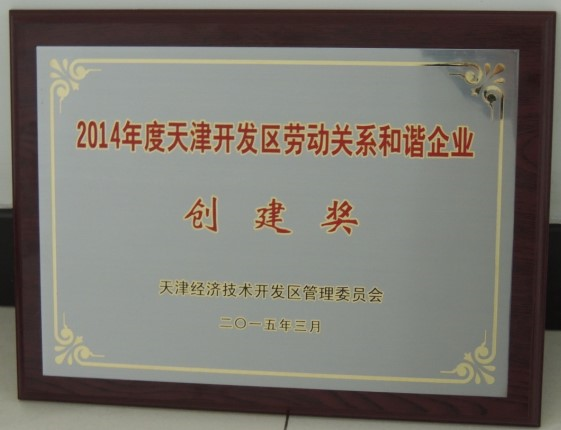 2014年度天津开发区劳动关系和谐企业
创建奖
天津经济技术开发区管理委员会
二〇一五年三月